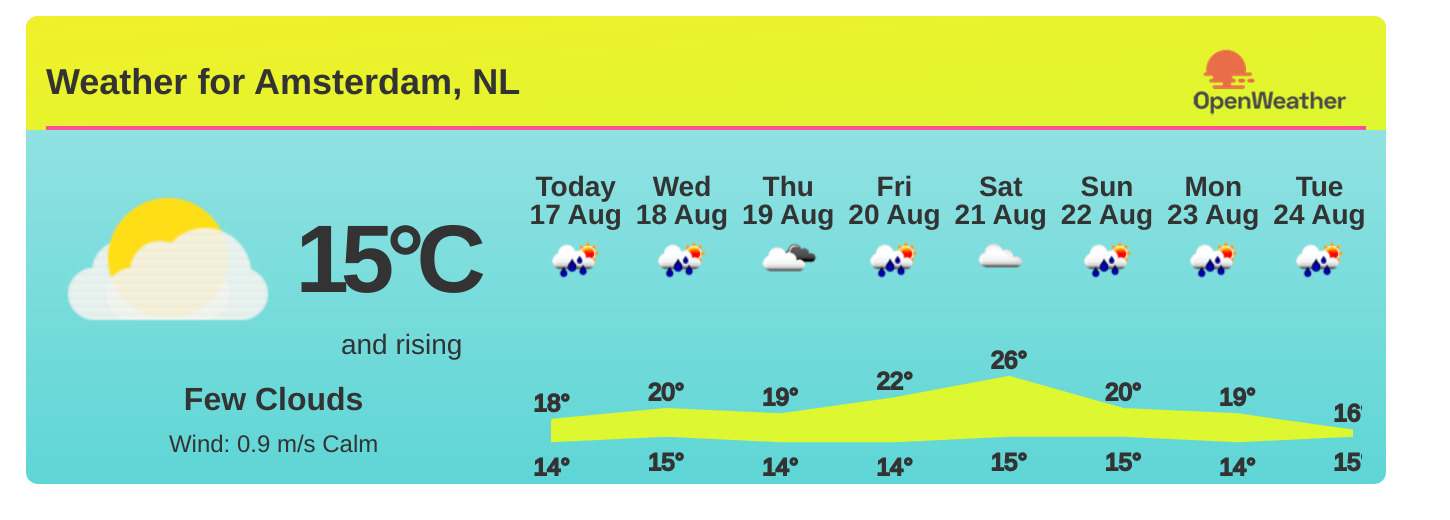 Weather for Amsterdam, NL
OpenWeather
15°C
and rising
Few Clouds
Wind: 0.9 m/s Calm
Today Wed Thu Fri Sat Sun Mon Tue
17 Aug 18 Aug 19 Aug 20 Aug 21 Aug 22 Aug 23 Aug 24 Aug
18° 20° 19° 22° 26° 20° 19° 16°
14° 15° 14° 14° 15° 15° 14° 15°